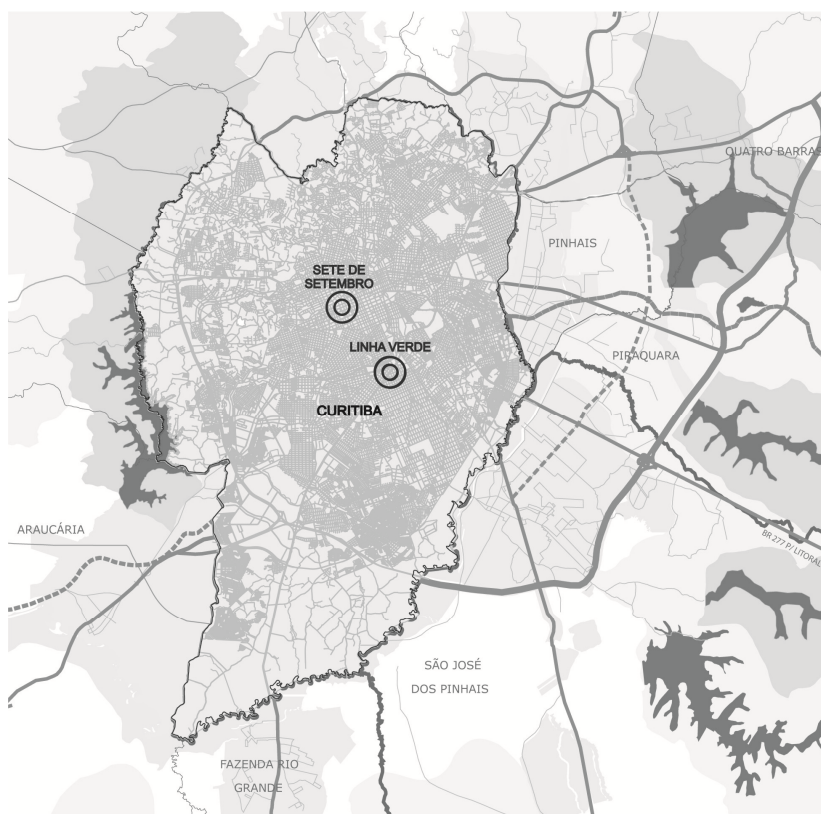 QUATRO BARRAS
PINHAIS
SETE DE
SETEMBRO
LINHA VERDE
PIRAQUARA
CURITIBA
ARAUCÁRIA
BR 277 P/ LITORAL
SÃO JOSÉ
DOS PINHAIS
FAZENDA RIO
GRANDE